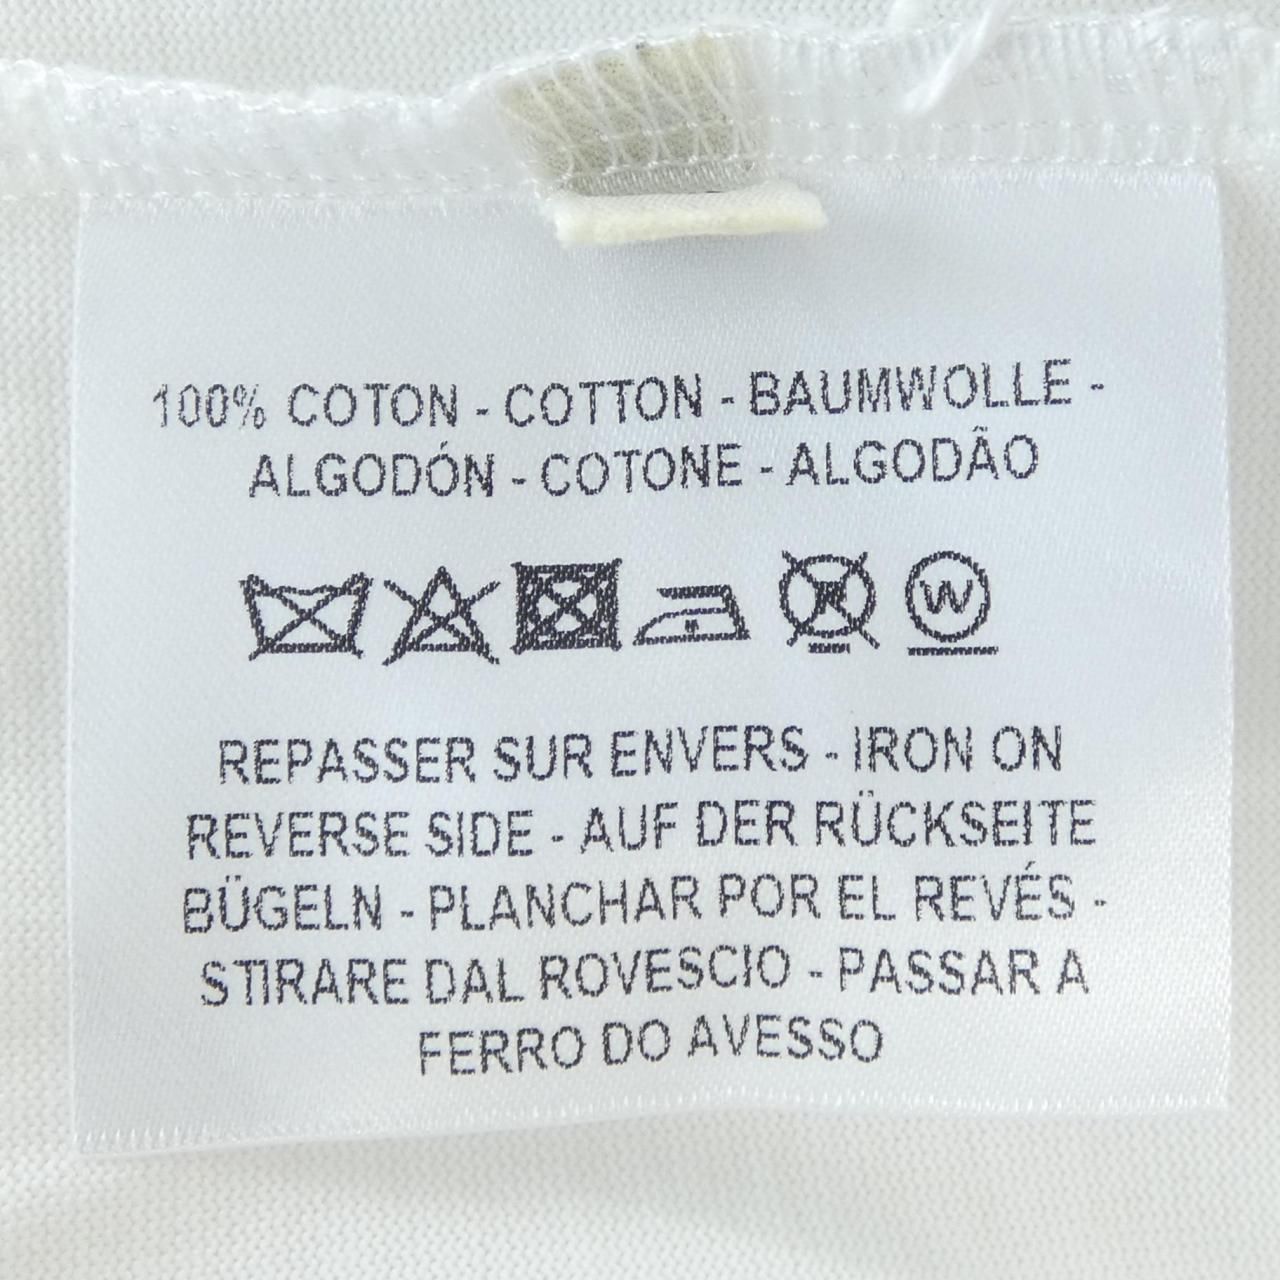 100% COTON - COTTON - BAUMWOLLE -
ALGODÓN - COTONE - ALGODÂO
W
REPASSER SUR ENVERS - IRON ON
REVERSE SIDE - AUF DER RÜCKSEITE
BÜGELN - PLANCHAR POR EL REVÉS -
STIRARE DAL ROVESCIO - PASSAR A
FERRO DO AVESSO